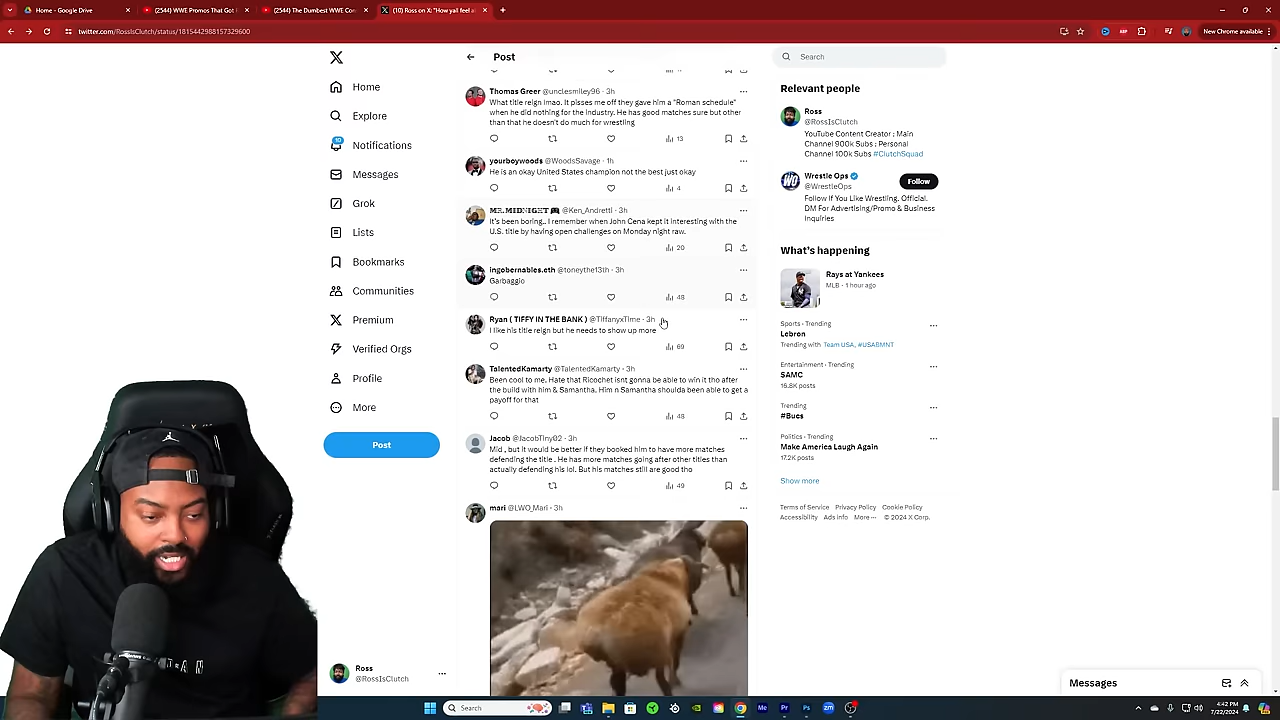 Home - Google Drive
(2544) WWE Promos That Got
(2544) The Dumbest WWE Con
(10) Ross on X: "How yall feel a
twitter.com/RossIsClutch/status/1815442988157329600
New Chrome available
Home
Explore
10
Notifications
Messages
Grok
Lists
Bookmarks
Communities
Premium
Verified Orgs
Profile
More
Post
Ross
@RossIsClutch
Post
Thomas Greer @unclesmiley96 · 3h
What title reign lmao. It pisses me off they gave him a "Roman schedule"
when he did nothing for the industry. He has good matches sure but other
than that he doesn't do much for wrestling
13
yourboywoods @WoodsSavage · 1h
He is an okay United States champion not the best just okay
4
MR.MIDNIGHT @Ken_Andretti · 3h
It's been boring.. I remember when John Cena kept it interesting with the
U.S. title by having open challenges on Monday night raw.
20
ingobernables.eth @toneythe13th · 3h
Garbaggio
48
Ryan ( TIFFY IN THE BANK ) @TiffanyxTime · 3h
I like his title reign but he needs to show up more
69
TalentedKamarty @TalentedKamarty · 3h
Been cool to me. Hate that Ricochet isnt gonna be able to win it tho after
the build with him & Samantha. Him n Samantha shoulda been able to get a
payoff for that
48
Jacob @JacobTiny02 · 3h
Mid , but it would be better if they booked him to have more matches
defending the title . He has more matches going after other titles than
actually defending his lol. But his matches still are good tho
49
mari @LWO_Mari · 3h
Search
Relevant people
Ross
@RossIsClutch
YouTube Content Creator ; Main
Channel 900k Subs ; Personal
Channel 100k Subs #ClutchSquad
WO
Wrestle Ops
@WrestleOps
Follow
Follow If You Like Wrestling. Official.
DM For Advertising/Promo & Business
Inquiries
What's happening
Rays at Yankees
MLB · 1 hour ago
Sports · Trending
Lebron
Trending with Team USA, #USABMNT
Entertainment · Trending
SAMC
16.8K posts
Trending
#Bues
Politics · Trending
Make America Laugh Again
17.2K posts
Show more
Terms of Service Privacy Policy Cookie Policy
Accessibility Ads info More ··· © 2024 X Corp.
Messages
Search
4:42 PM
7/22/2024